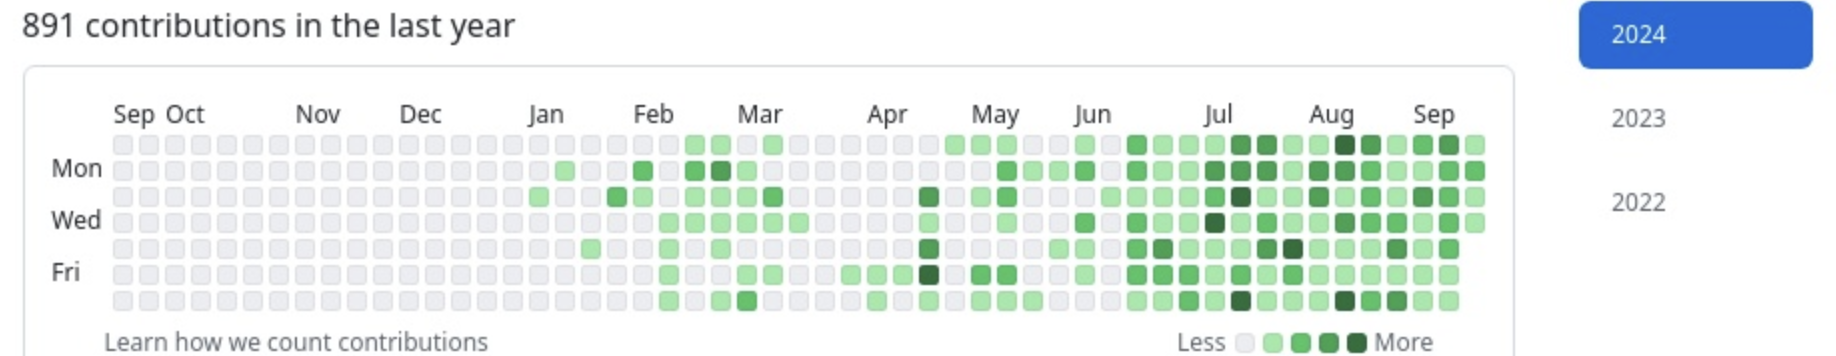 891 contributions in the last year
2024
2023
2022
Sep Oct Nov Dec Jan Feb Mar Apr May Jun Jul Aug Sep
Mon
Wed
Fri
Learn how we count contributions
Less More